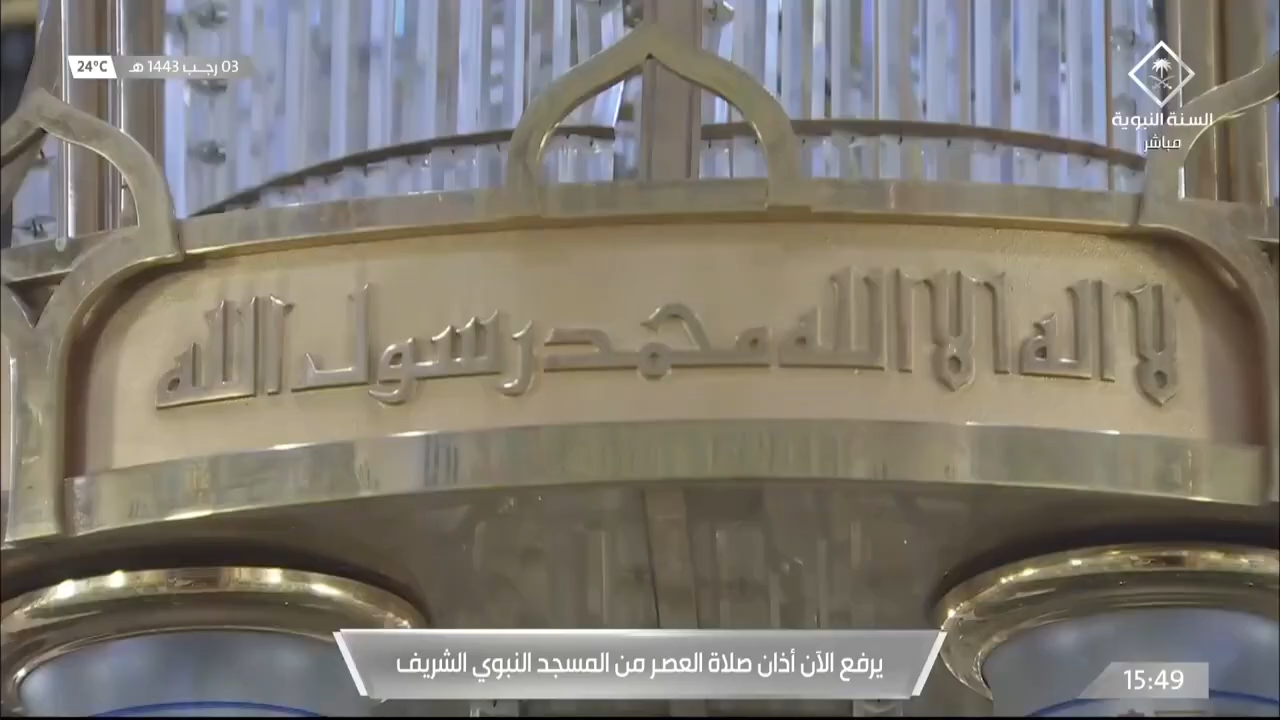 24°C 03 رجب 1443 هـ
السنة النبوية
مباشر
لا اله الا الله محمد رسول الله
يرفع الآن أذان صلاة العصر من المسجد النبوي الشريف
15:49